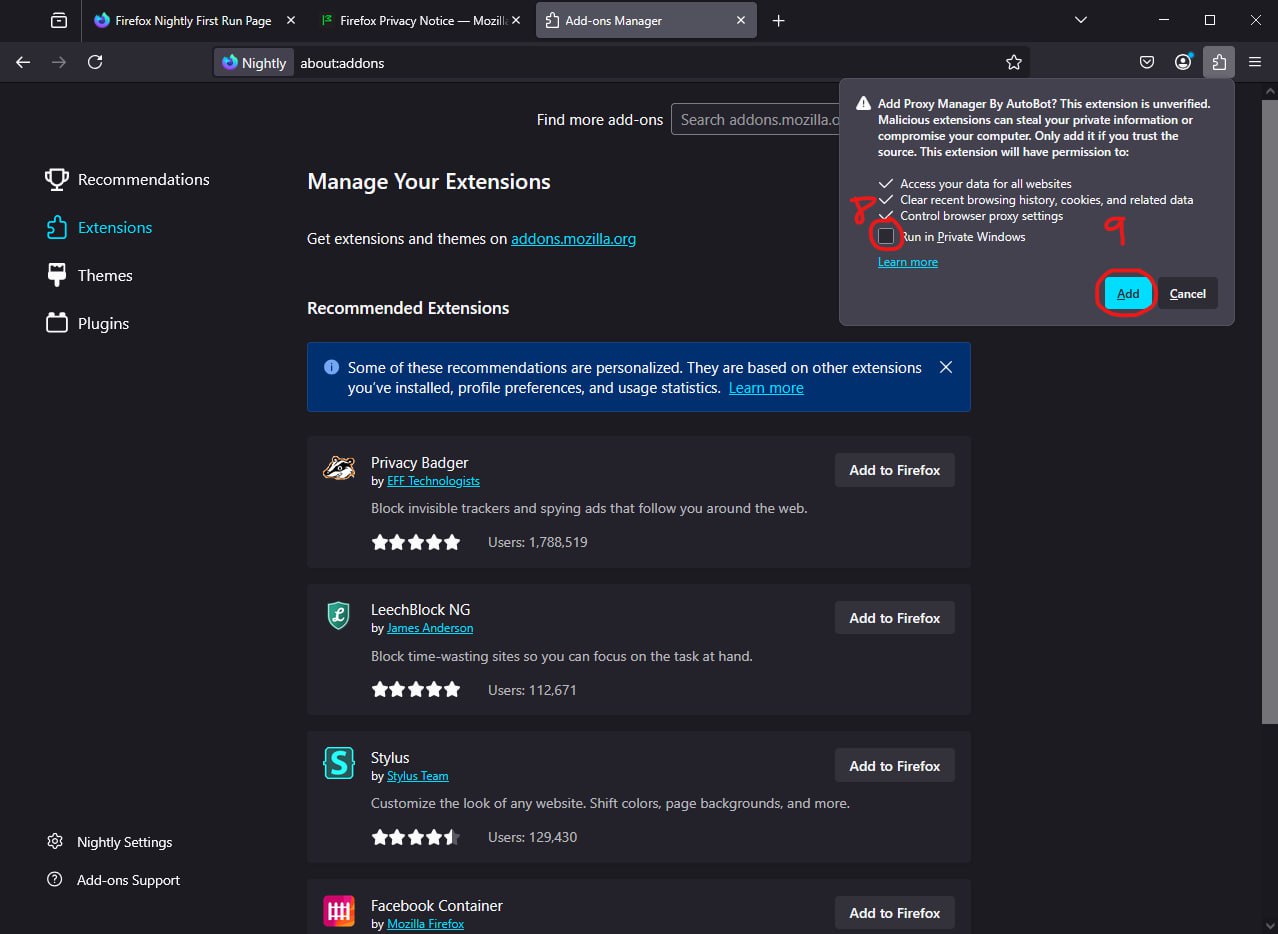 Firefox Nightly First Run Page
Firefox Privacy Notice — Mozilla
Add-ons Manager
Nightly
about:addons
Find more add-ons
Search addons.mozilla.o
Add Proxy Manager By AutoBot? This extension is unverified.
Malicious extensions can steal your private information or
compromise your computer. Only add it if you trust the
source. This extension will have permission to:
Access your data for all websites
Clear recent browsing history, cookies, and related data
Control browser proxy settings
8
Run in Private Windows
9
Learn more
Add
Cancel
Recommendations
Extensions
Themes
Plugins
Manage Your Extensions
Get extensions and themes on addons.mozilla.org
Recommended Extensions
Some of these recommendations are personalized. They are based on other extensions
you’ve installed, profile preferences, and usage statistics. Learn more
Privacy Badger
by EFF Technologists
Add to Firefox
Block invisible trackers and spying ads that follow you around the web.
Users: 1,788,519
LeechBlock NG
by James Anderson
Add to Firefox
Block time-wasting sites so you can focus on the task at hand.
Users: 112,671
Stylus
by Stylus Team
Add to Firefox
Customize the look of any website. Shift colors, page backgrounds, and more.
Users: 129,430
Facebook Container
by Mozilla Firefox
Add to Firefox
Nightly Settings
Add-ons Support